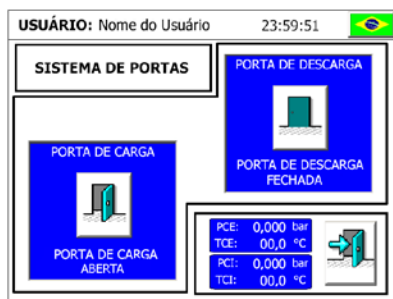 USUÁRIO: Nome do Usuário 23:59:51
SISTEMA DE PORTAS
PORTA DE DESCARGA
PORTA DE DESCARGA
FECHADA
PORTA DE CARGA
PORTA DE CARGA
ABERTA
PCE: 0,000 bar
TCE: 00,0 °C
PCI: 0,000 bar
TCI: 00,0 °C